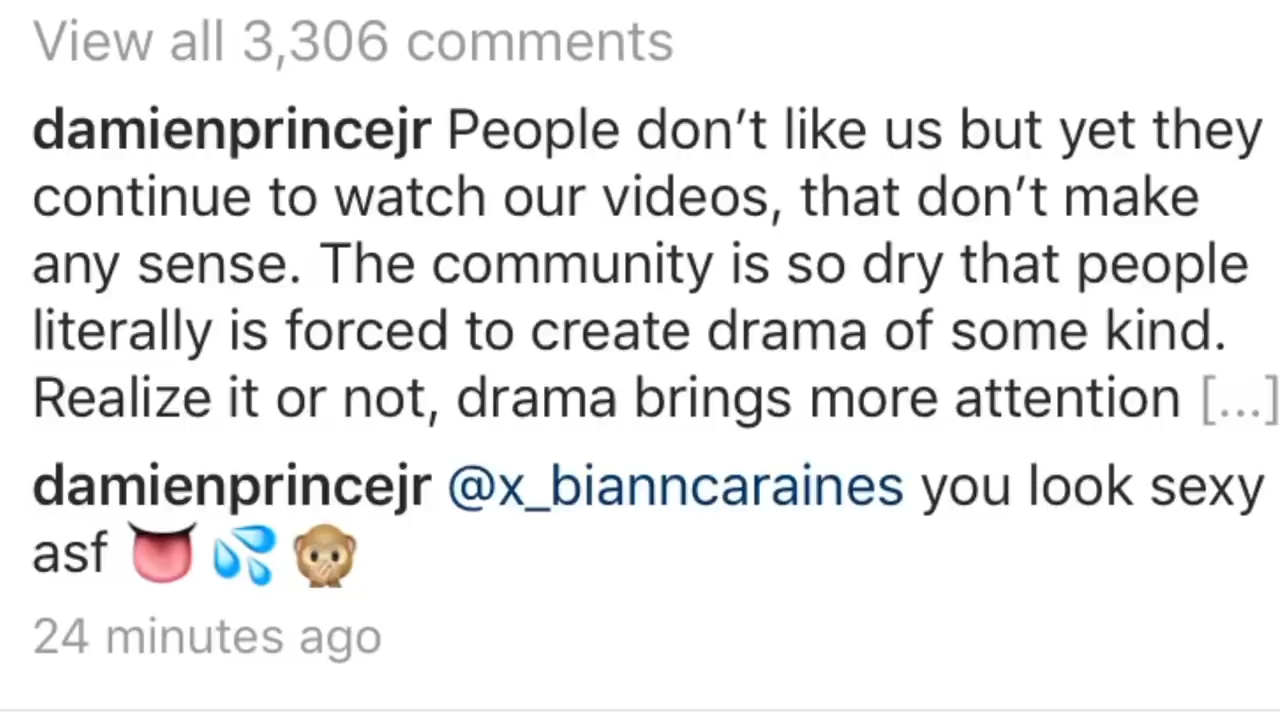 View all 3,306 comments
damienprincejr People don’t like us but yet they
continue to watch our videos, that don’t make
any sense. The community is so dry that people
literally is forced to create drama of some kind.
Realize it or not, drama brings more attention [...]
damienprincejr @x_bianncaraines you look sexy
asf 👅💦🙊
24 minutes ago